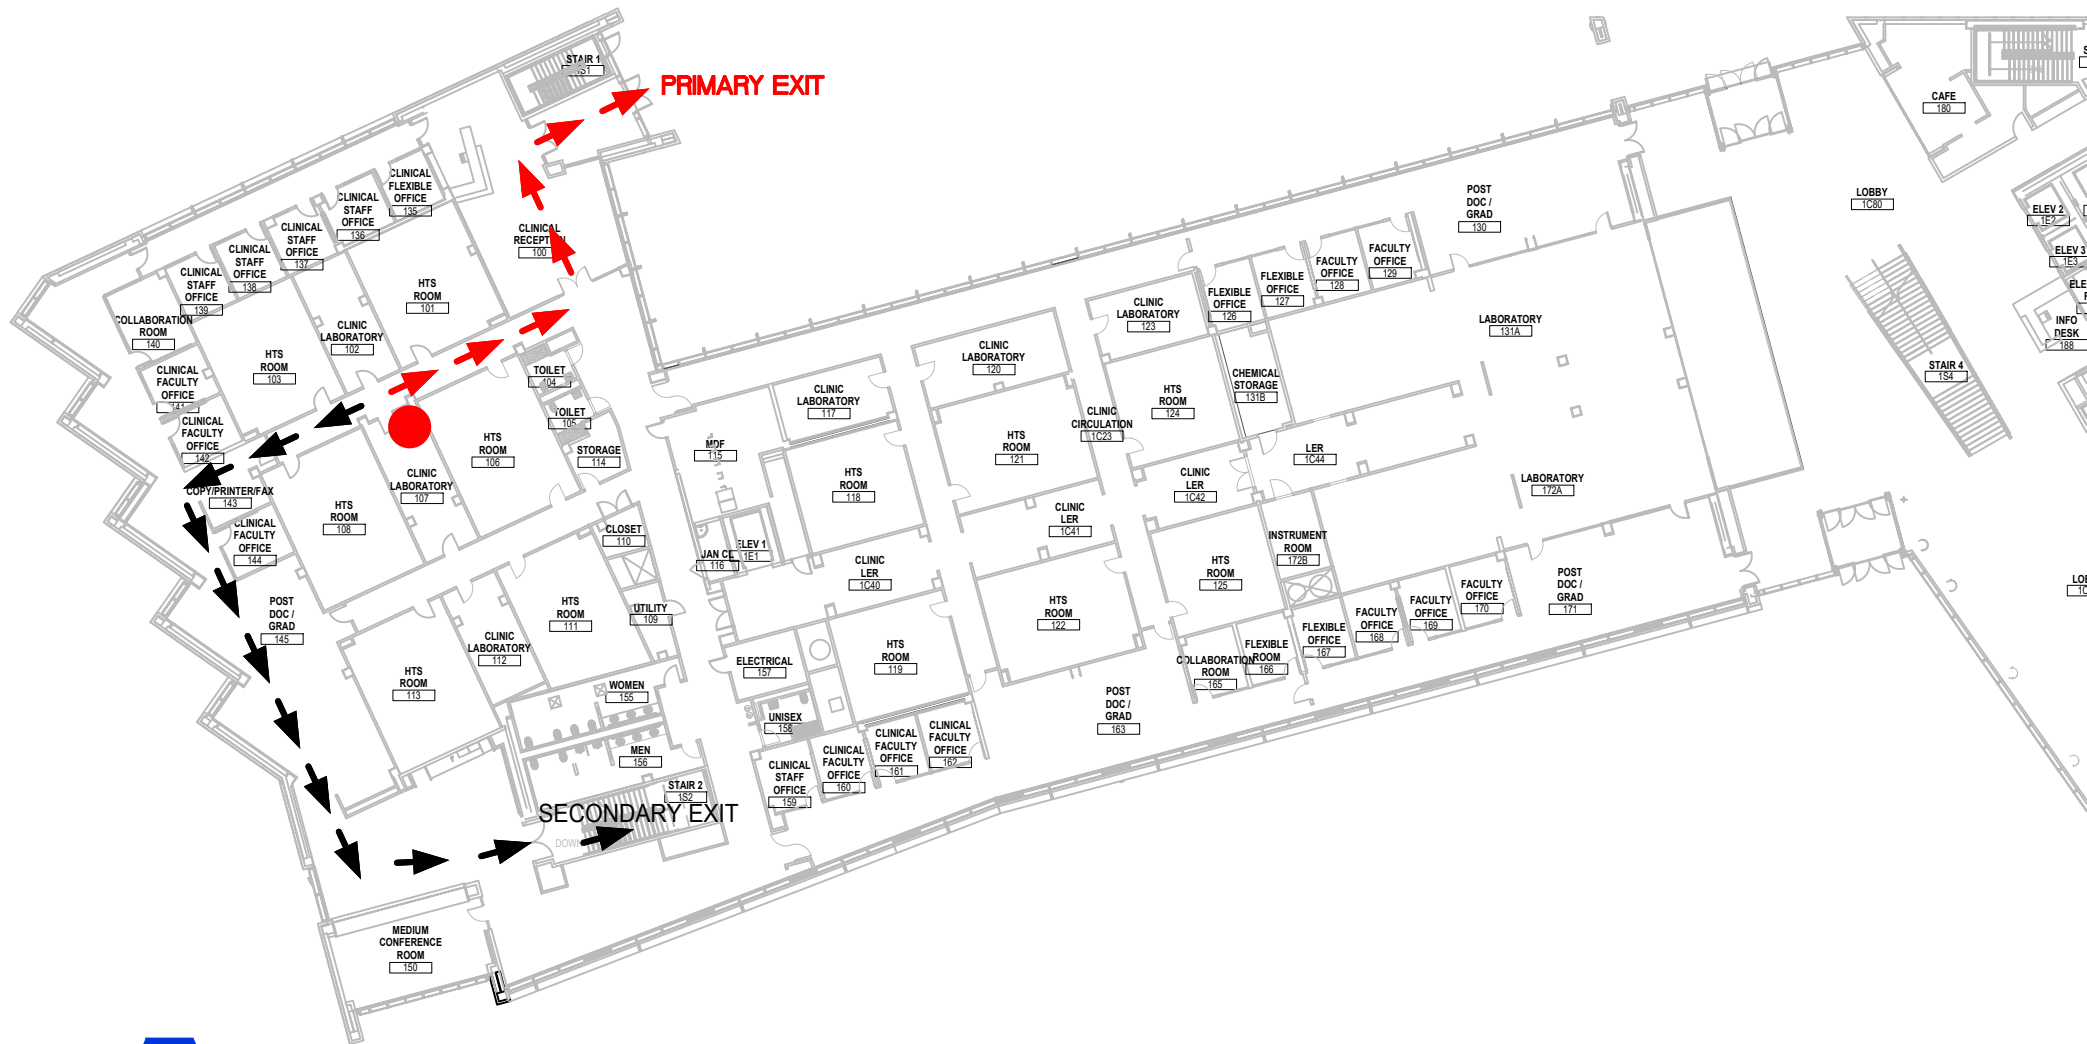 STAIR 1
1S1
PRIMARY EXIT
CAFE
180
CLINICAL
FLEXIBLE
OFFICE
135
CLINICAL
STAFF
OFFICE
136
CLINICAL
STAFF
OFFICE
137
CLINICAL
STAFF
OFFICE
138
CLINICAL
STAFF
OFFICE
139
COLLABORATION
ROOM
140
CLINICAL
FACULTY
OFFICE
141
CLINICAL
FACULTY
OFFICE
142
COPY/PRINTER/FAX
143
CLINICAL
FACULTY
OFFICE
144
POST
DOC /
GRAD
145
CLINICAL
RECEPTION
100
HTS
ROOM
101
CLINIC
LABORATORY
102
HTS
ROOM
103
TOILET
104
TOILET
105
HTS
ROOM
106
CLINIC
LABORATORY
107
HTS
ROOM
108
STORAGE
114
CLOSET
110
UTILITY
109
HTS
ROOM
111
CLINIC
LABORATORY
112
HTS
ROOM
113
WOMEN
155
MEN
156
STAIR 2
1S2
SECONDARY EXIT
DOWN
MEDIUM
CONFERENCE
ROOM
150
MDF
115
JAN CL
116
ELEV 1
1E1
CLINIC
LABORATORY
117
HTS
ROOM
118
CLINIC
LER
1C40
HTS
ROOM
119
ELECTRICAL
157
UNISEX
158
CLINICAL
STAFF
OFFICE
159
CLINICAL
FACULTY
OFFICE
160
CLINICAL
FACULTY
OFFICE
161
CLINICAL
FACULTY
OFFICE
162
CLINIC
LABORATORY
120
HTS
ROOM
121
CLINIC
LER
1C41
HTS
ROOM
122
POST
DOC /
GRAD
163
CLINIC
CIRCULATION
1C23
CLINIC
LABORATORY
123
HTS
ROOM
124
CLINIC
LER
1C42
HTS
ROOM
125
COLLABORATION
ROOM
165
FLEXIBLE
ROOM
166
FLEXIBLE
OFFICE
126
FLEXIBLE
OFFICE
127
FACULTY
OFFICE
128
FACULTY
OFFICE
129
POST
DOC /
GRAD
130
LABORATORY
131A
CHEMICAL
STORAGE
131B
LER
1C44
LABORATORY
172A
INSTRUMENT
ROOM
172B
FLEXIBLE
OFFICE
167
FACULTY
OFFICE
168
FACULTY
OFFICE
169
FACULTY
OFFICE
170
POST
DOC /
GRAD
171
LOBBY
1C80
STAIR 4
1S4
ELEV 2
1E2
ELEV 3
1E3
INFO
DESK
188